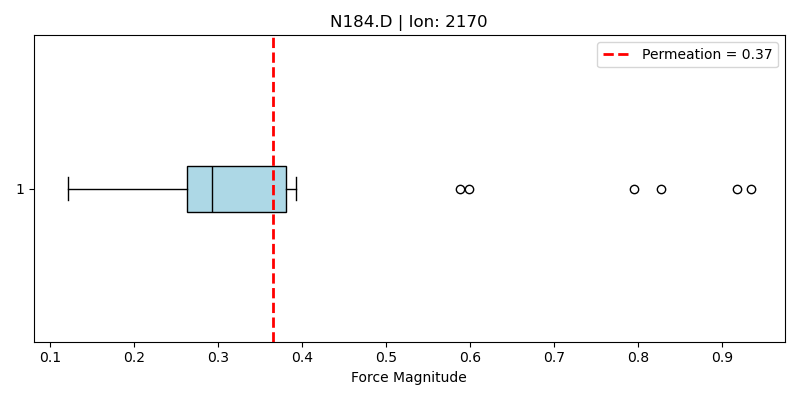 N184.D | Ion: 2170
Permeation = 0.37
1
0.1 0.2 0.3 0.4 0.5 0.6 0.7 0.8 0.9
Force Magnitude